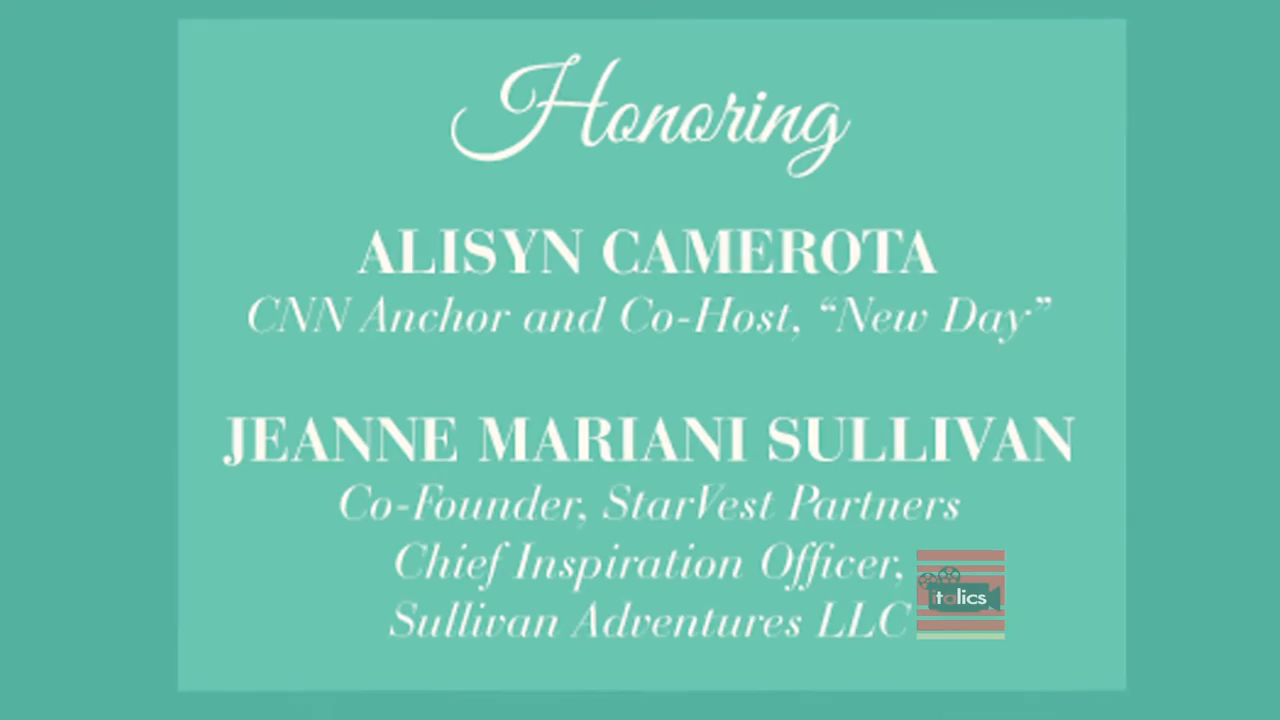 Honoring
ALISYN CAMEROTA
CNN Anchor and Co-Host, “New Day”
JEANNE MARIANI SULLIVAN
Co-Founder, StarVest Partners
Chief Inspiration Officer,
Sullivan Adventures LLC
italics